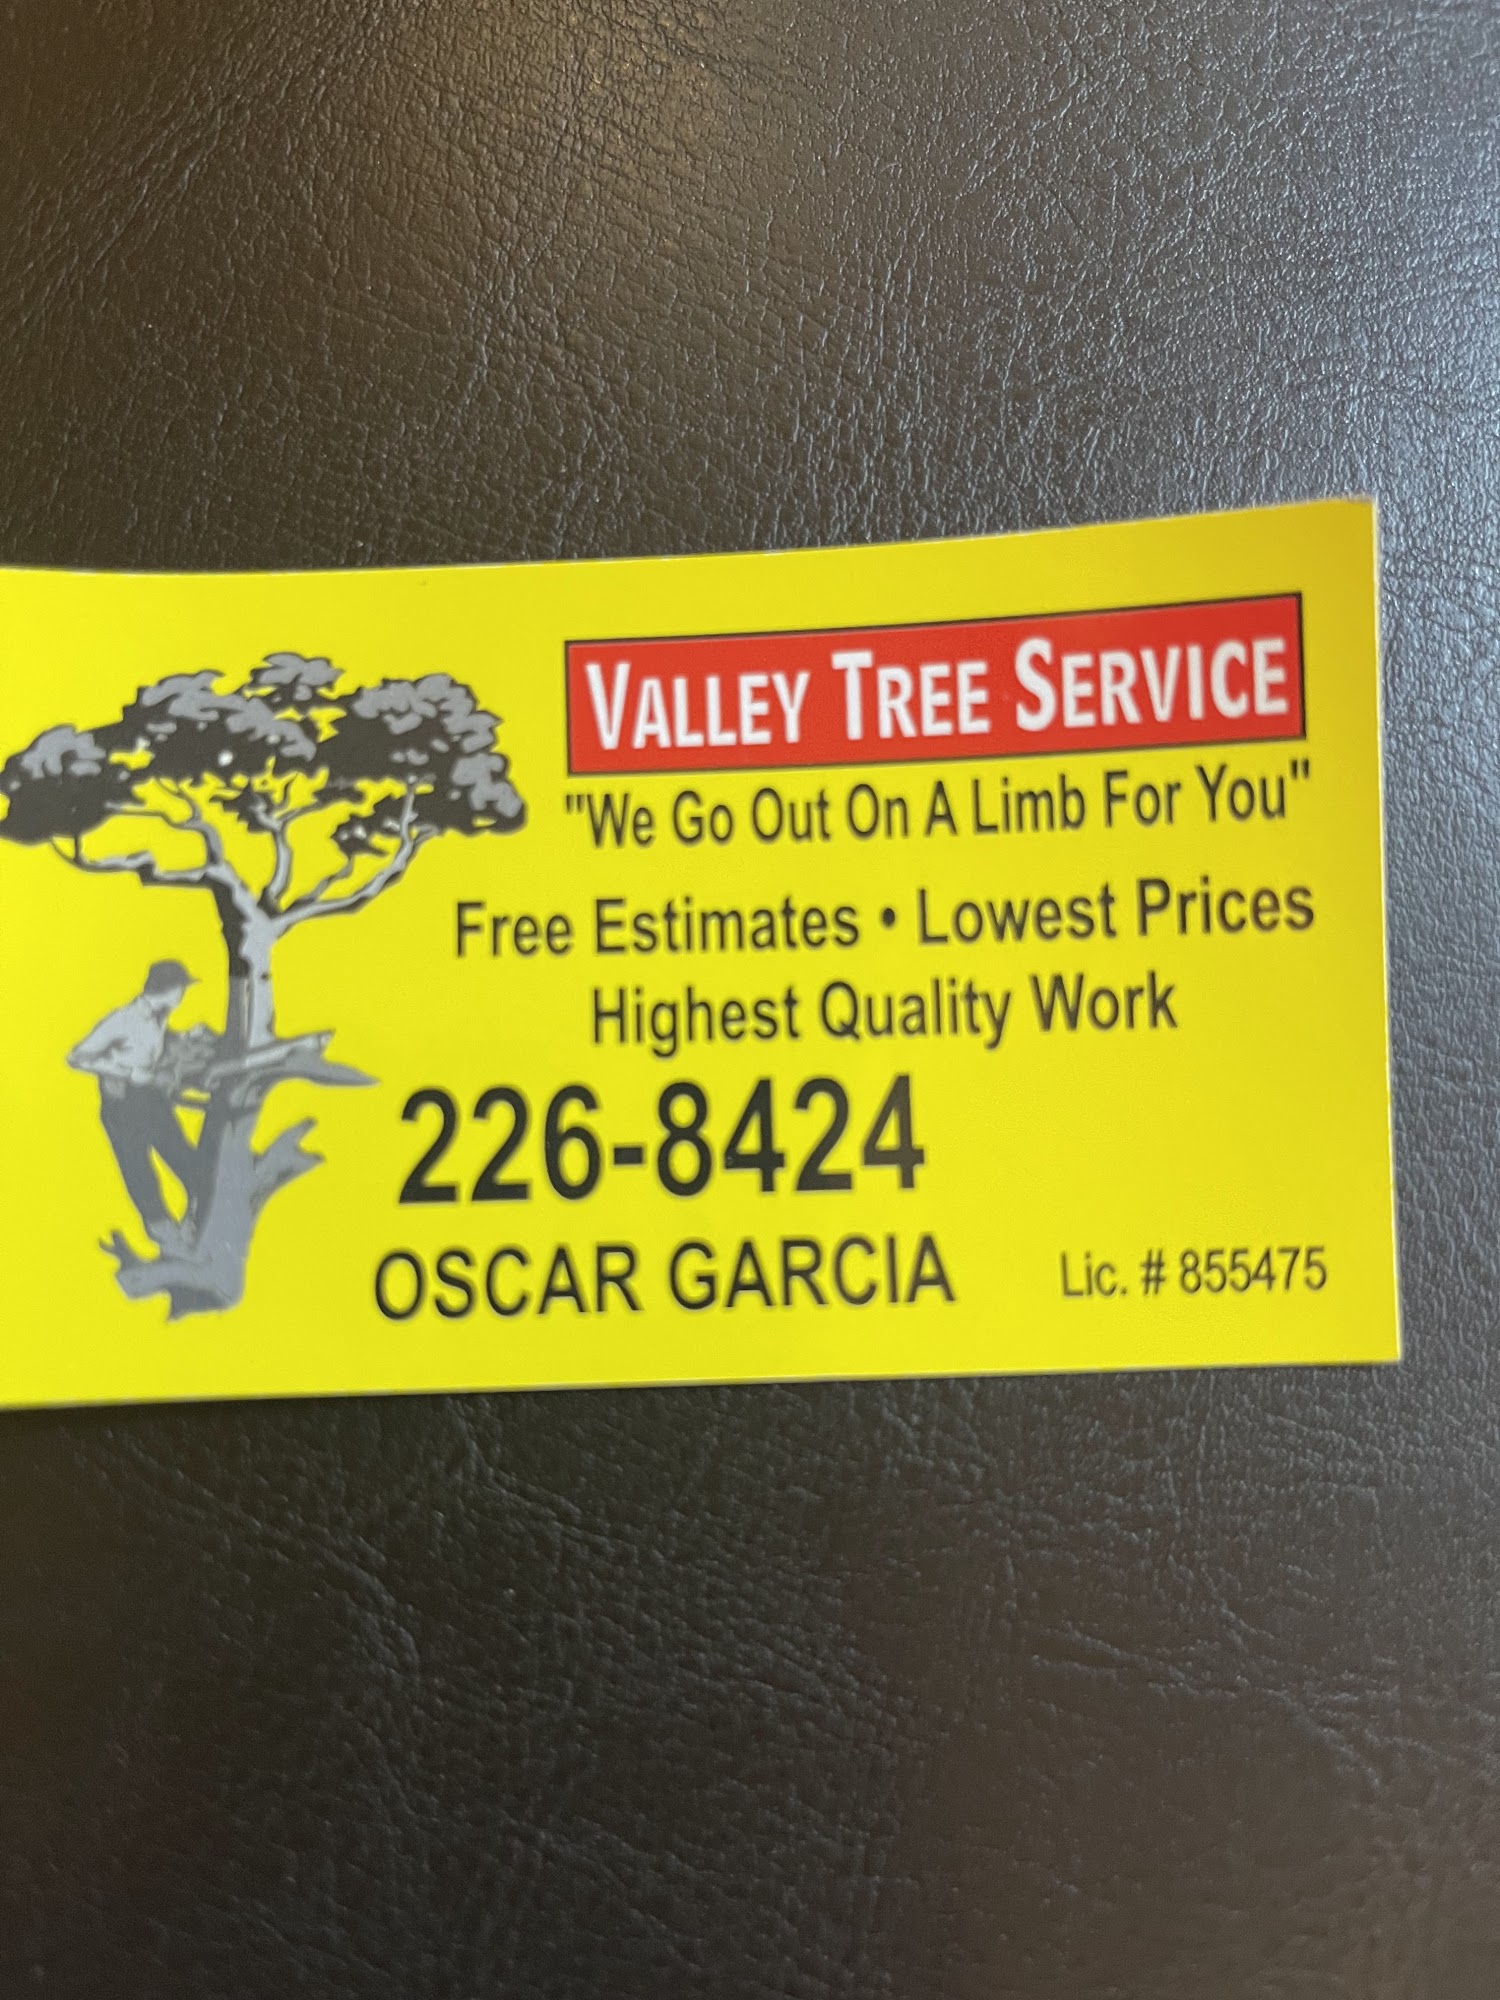 VALLEY TREE SERVICE
"We Go Out On A Limb For You"
Free Estimates • Lowest Prices
Highest Quality Work
226-8424
OSCAR GARCIA
Lic. # 855475